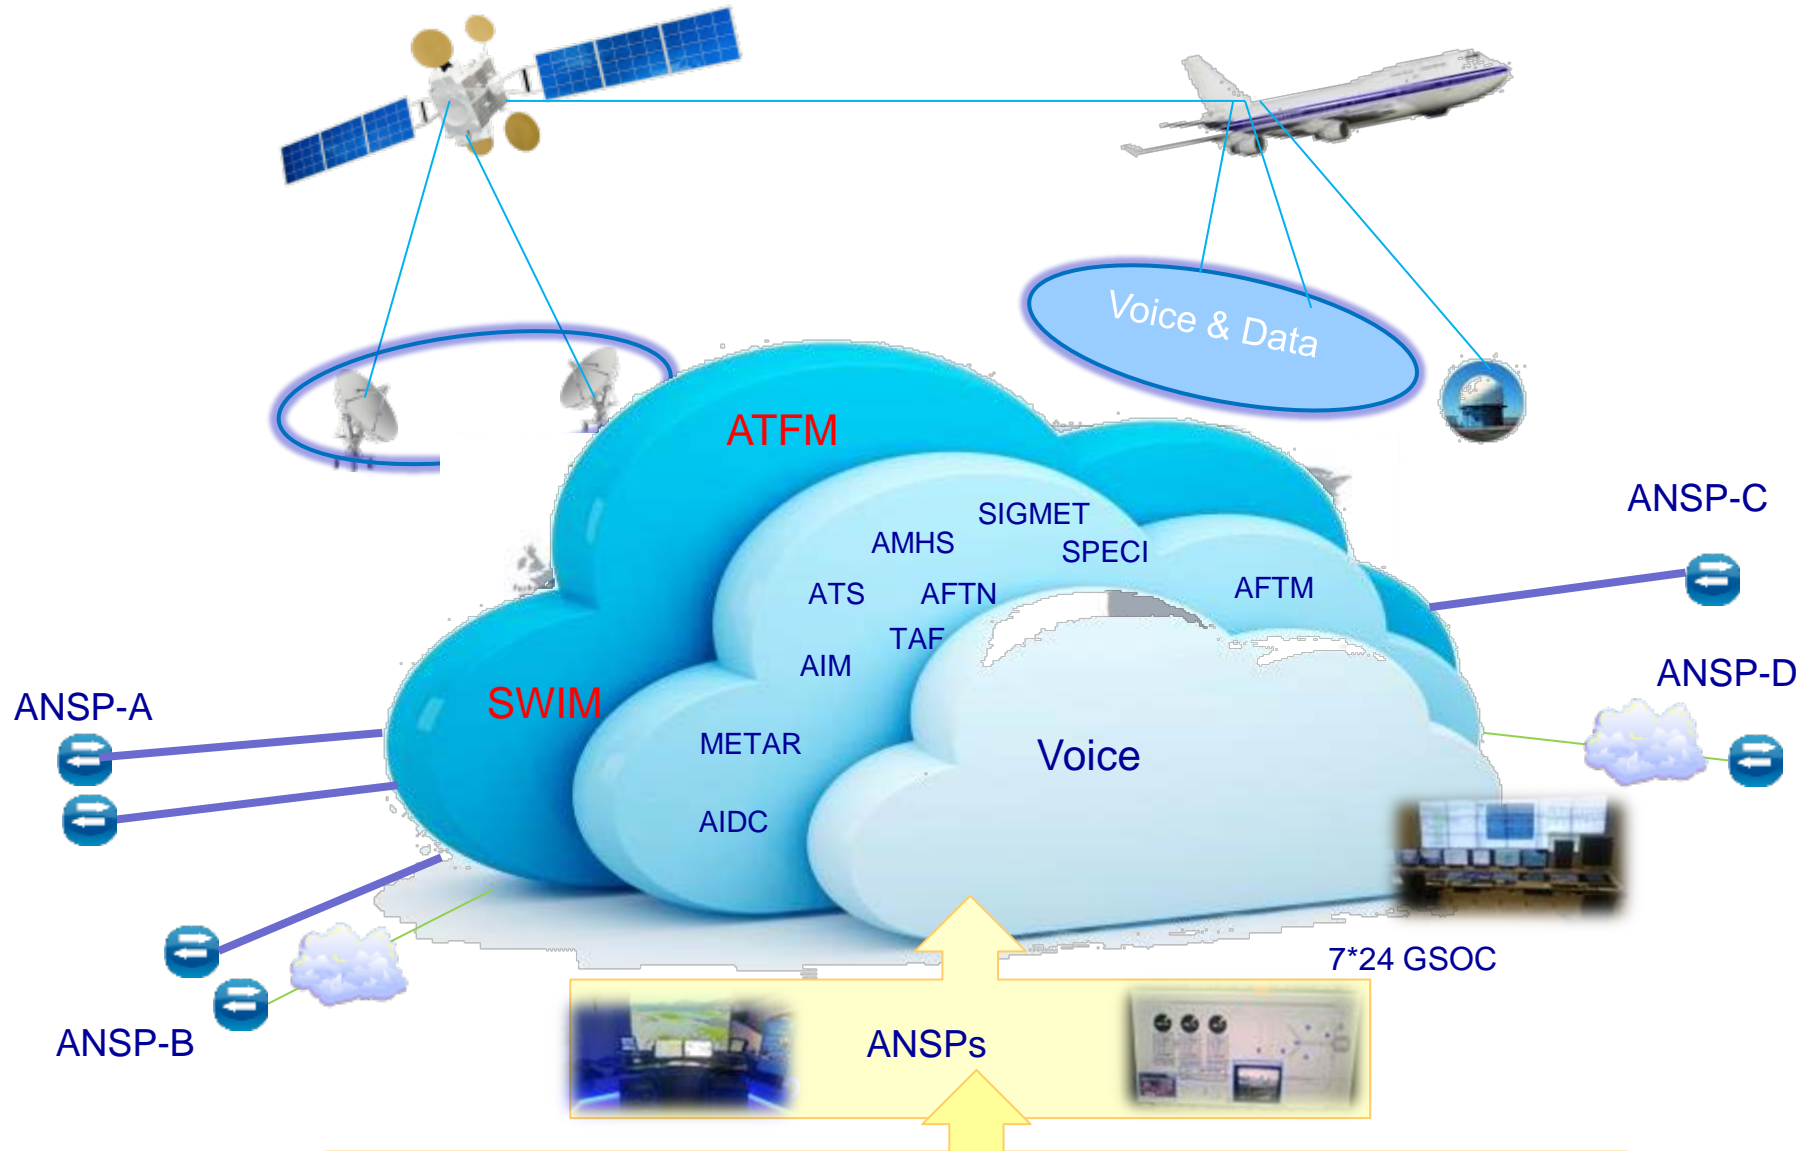 Voice & Data
ATFM
ANSP-C
SIGMET
AMHS
SPECI
ATS
AFTN
AFTM
TAF
AIM
ANSP-D
SWIM
ANSP-A
METAR
Voice
AIDC
7*24 GSOC
ANSPs
ANSP-B